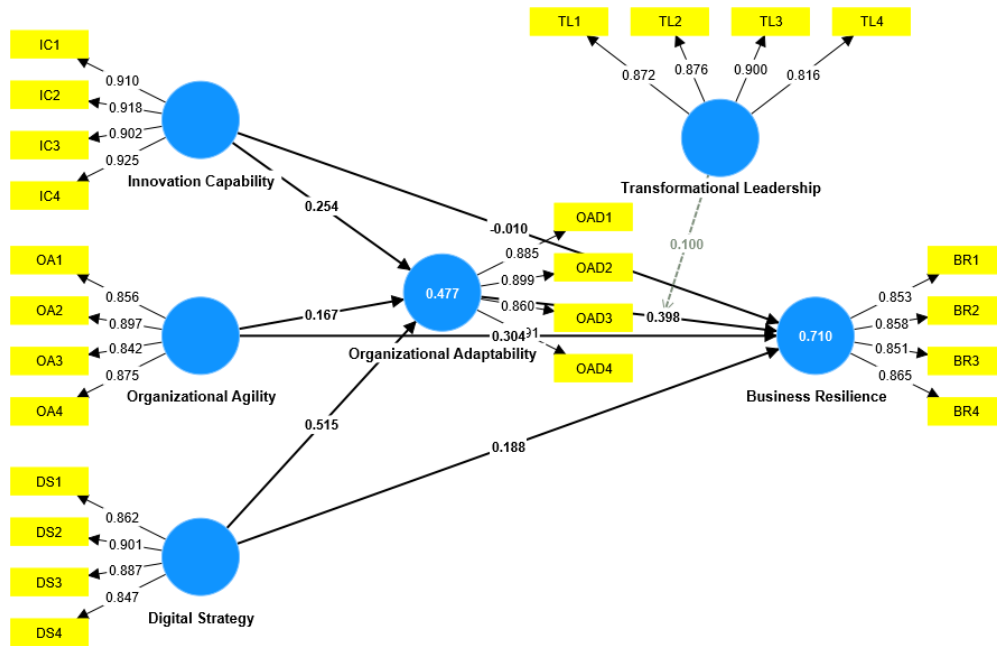 TL1
TL2
TL3
TL4
0.872
0.876
0.900
0.816
Transformational Leadership
IC1
IC2
IC3
IC4
0.910
0.918
0.902
0.925
Innovation Capability
0.254
-0.010
0.100
OA1
OA2
OA3
OA4
0.856
0.897
0.842
0.875
Organizational Agility
0.167
0.304
OAD1
OAD2
OAD3
OAD4
0.885
0.899
0.860
91
0.477
Organizational Adaptability
0.398
0.710
Business Resilience
BR1
BR2
BR3
BR4
0.853
0.858
0.851
0.865
0.515
0.188
DS1
DS2
DS3
DS4
0.862
0.901
0.887
0.847
Digital Strategy